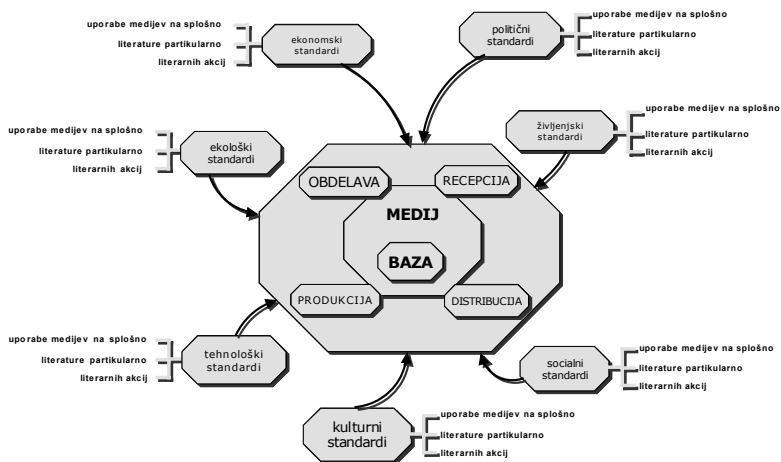 uporabe medijev na splošno
literature partikularno
literarnih akcij
ekonomski
standardi
politični
standardi
uporabe medijev na splošno
literature partikularno
literarnih akcij
uporabe medijev na splošno
literature partikularno
literarnih akcij
ekološki
standardi
življenjski
standardi
uporabe medijev na splošno
literature partikularno
literarnih akcij
OBDELAVA
RECEPCIJA
MEDIJ
BAZA
PRODUKCIJA
DISTRIBUCIJA
uporabe medijev na splošno
literature partikularno
literarnih akcij
tehnološki
standardi
socialni
standardi
uporabe medijev na splošno
literature partikularno
literarnih akcij
kulturni
standardi
uporabe medijev na splošno
literature partikularno
literarnih akcij